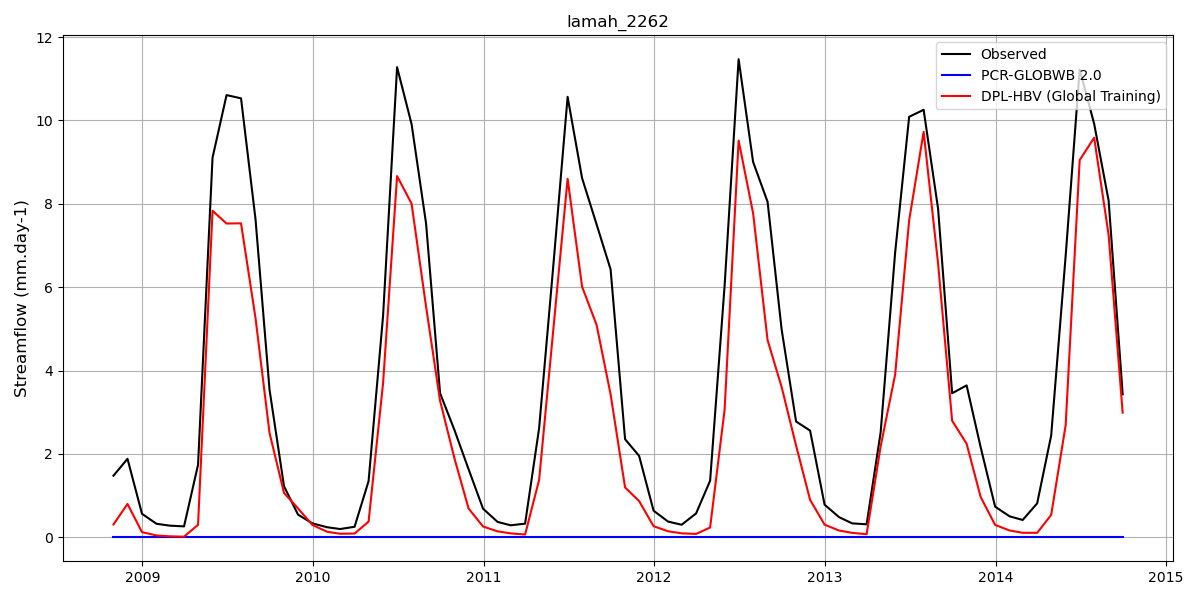 lamah_2262
Observed
PCR-GLOBWB 2.0
DPL-HBV (Global Training)
Streamflow (mm.day-1)
12
10
8
6
4
2
0
2009
2010
2011
2012
2013
2014
2015